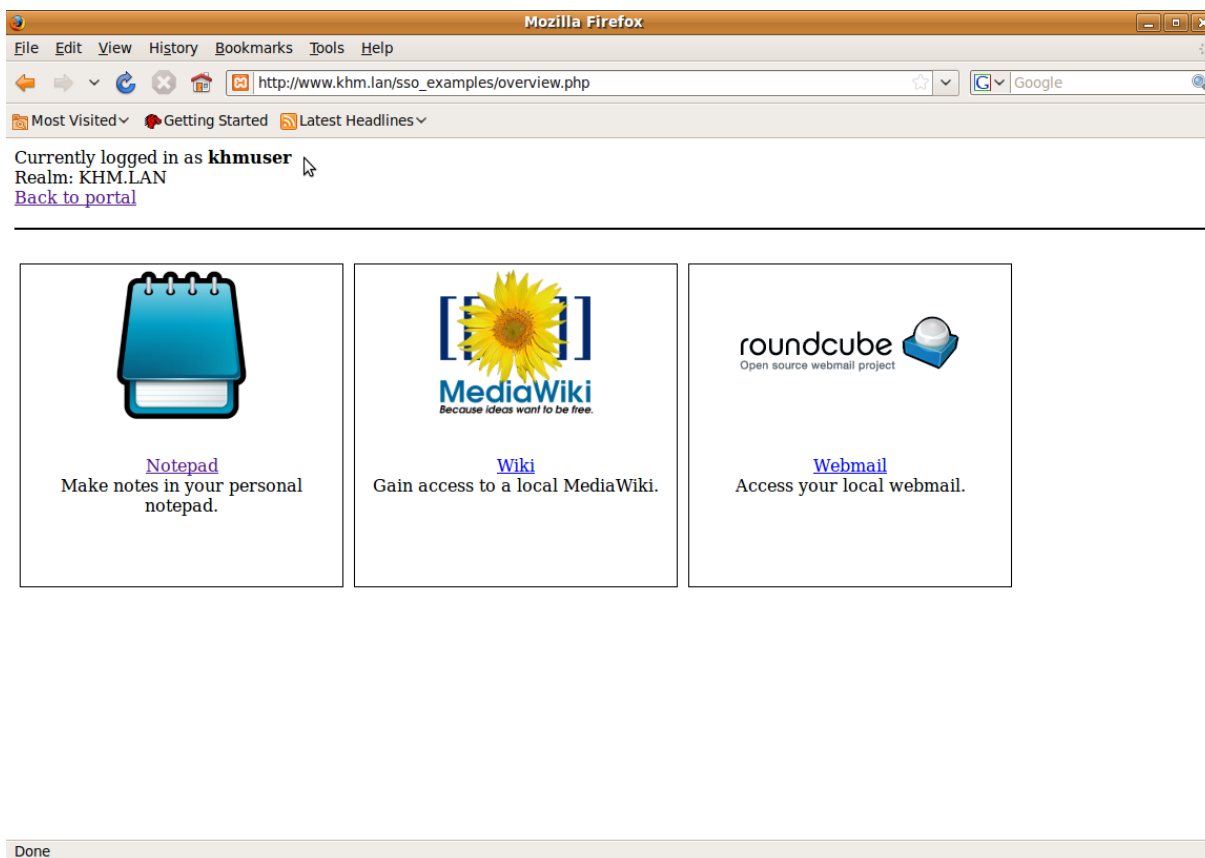 Mozilla Firefox
File Edit View History Bookmarks Tools Help
http://www.khm.lan/sso_examples/overview.php
G
Google
Most Visited Getting Started Latest Headlines
Currently logged in as khmuser
Realm: KHM.LAN
Back to portal
[[ ]]
MediaWiki
Because ideas want to be free.
roundcube
Open source webmail project
Notepad
Make notes in your personal
notepad.
Wiki
Gain access to a local MediaWiki.
Webmail
Access your local webmail.
Done